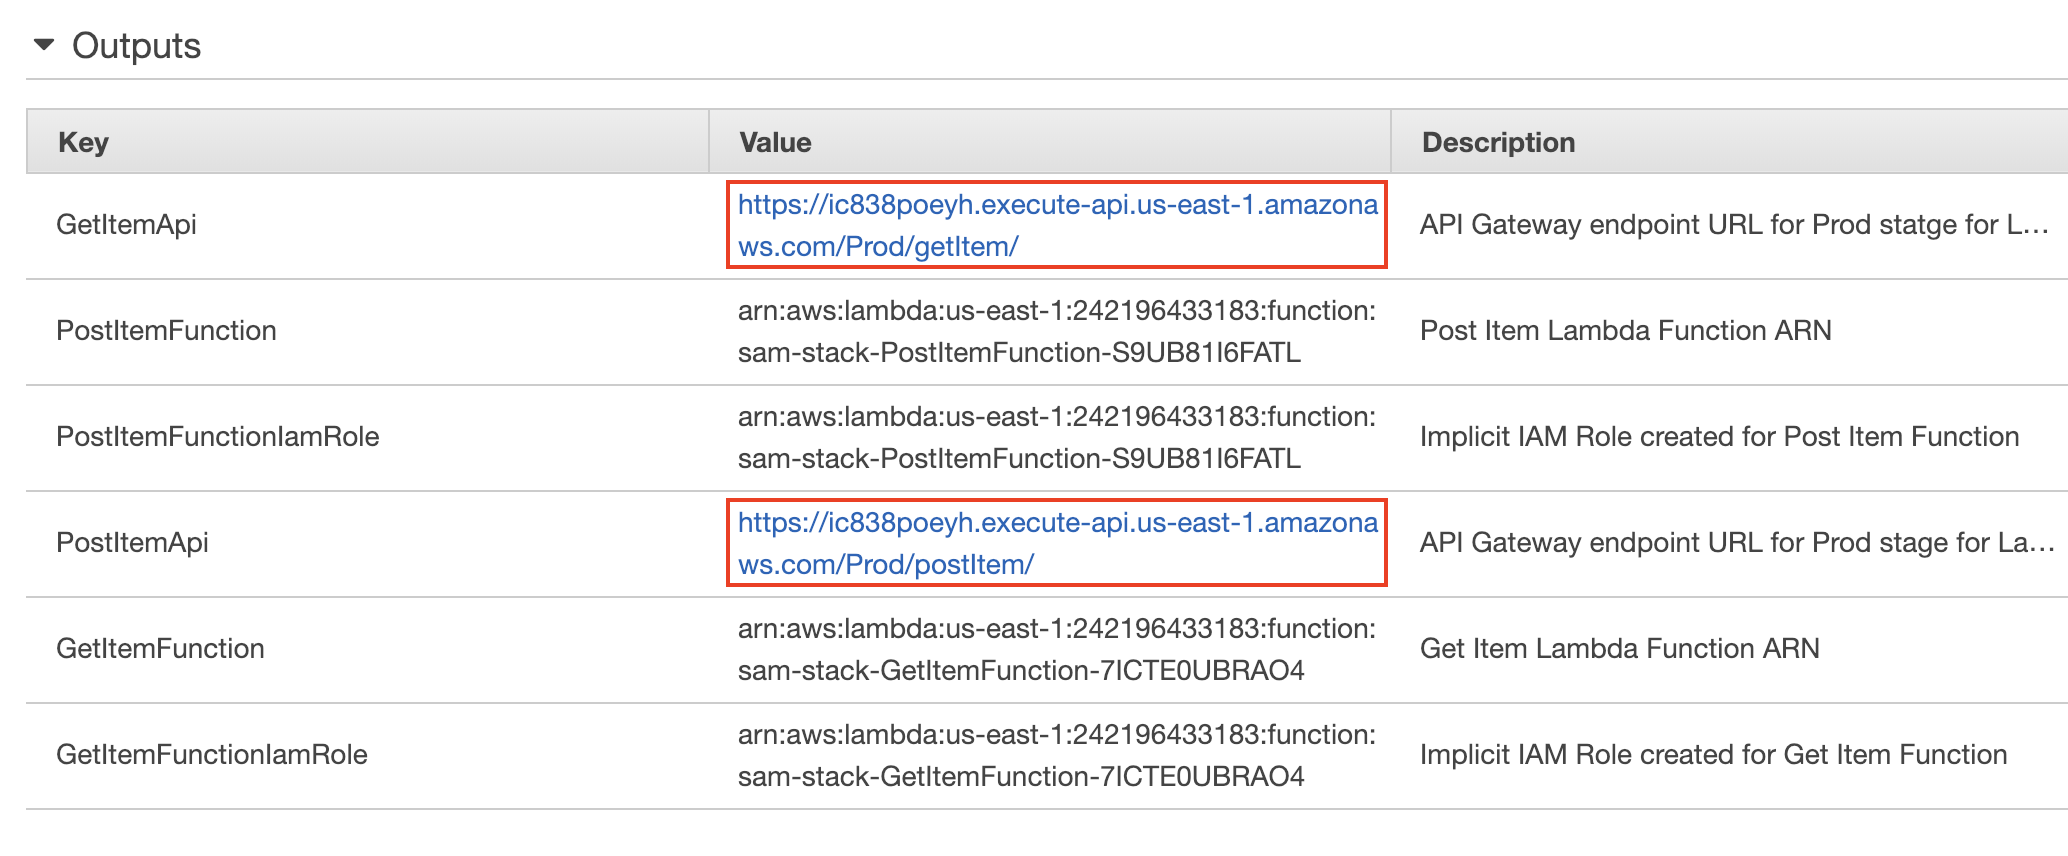 Outputs
Key Value Description
GetItemApi
https://ic838poeyh.execute-api.us-east-1.amazona
ws.com/Prod/getItem/
API Gateway endpoint URL for Prod statge for L...
PostItemFunction
arn:aws:lambda:us-east-1:242196433183:function:
sam-stack-PostItemFunction-S9UB81I6FATL
Post Item Lambda Function ARN
PostItemFunctionIamRole
arn:aws:lambda:us-east-1:242196433183:function:
sam-stack-PostItemFunction-S9UB81I6FATL
Implicit IAM Role created for Post Item Function
PostItemApi
https://ic838poeyh.execute-api.us-east-1.amazona
ws.com/Prod/postItem/
API Gateway endpoint URL for Prod stage for La...
GetItemFunction
arn:aws:lambda:us-east-1:242196433183:function:
sam-stack-GetItemFunction-7ICTE0UBRAO4
Get Item Lambda Function ARN
GetItemFunctionIamRole
arn:aws:lambda:us-east-1:242196433183:function:
sam-stack-GetItemFunction-7ICTE0UBRAO4
Implicit IAM Role created for Get Item Function